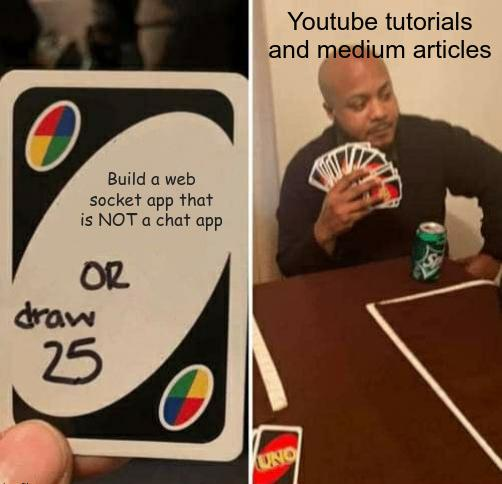 Build a web
socket app that
is NOT a chat app
OR
draw
25
Youtube tutorials
and medium articles
UNO